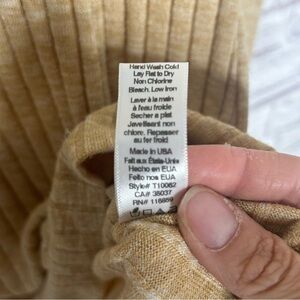 Hand Wash Cold
Lay Flat to Dry
Non Chlorine
Bleach. Low Iron
Laver à la main
à l'eau froide
Secher a plat
Javellisant non
chlore. Repasser
au fer froid
Made in USA
Fait aux États-Unis
Hecho en EUA
Feito nos EUA
Style# T10062
CA# 38037
RN# 116659